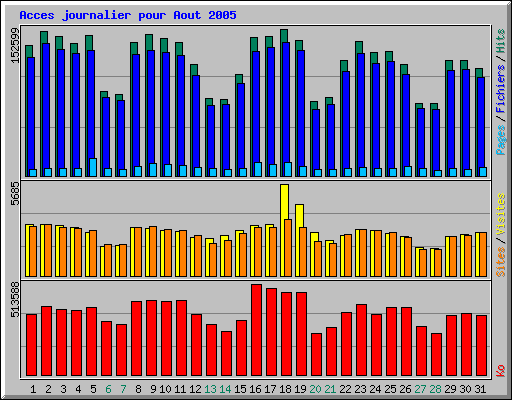 Acces journalier pour Aout 2005
152599
Pages / Fichiers / Hits
5685
Sites / Visites
513588
Ko
1 2 3 4 5 6 7 8 9 10 11 12 13 14 15 16 17 18 19 20 21 22 23 24 25 26 27 28 29 30 31